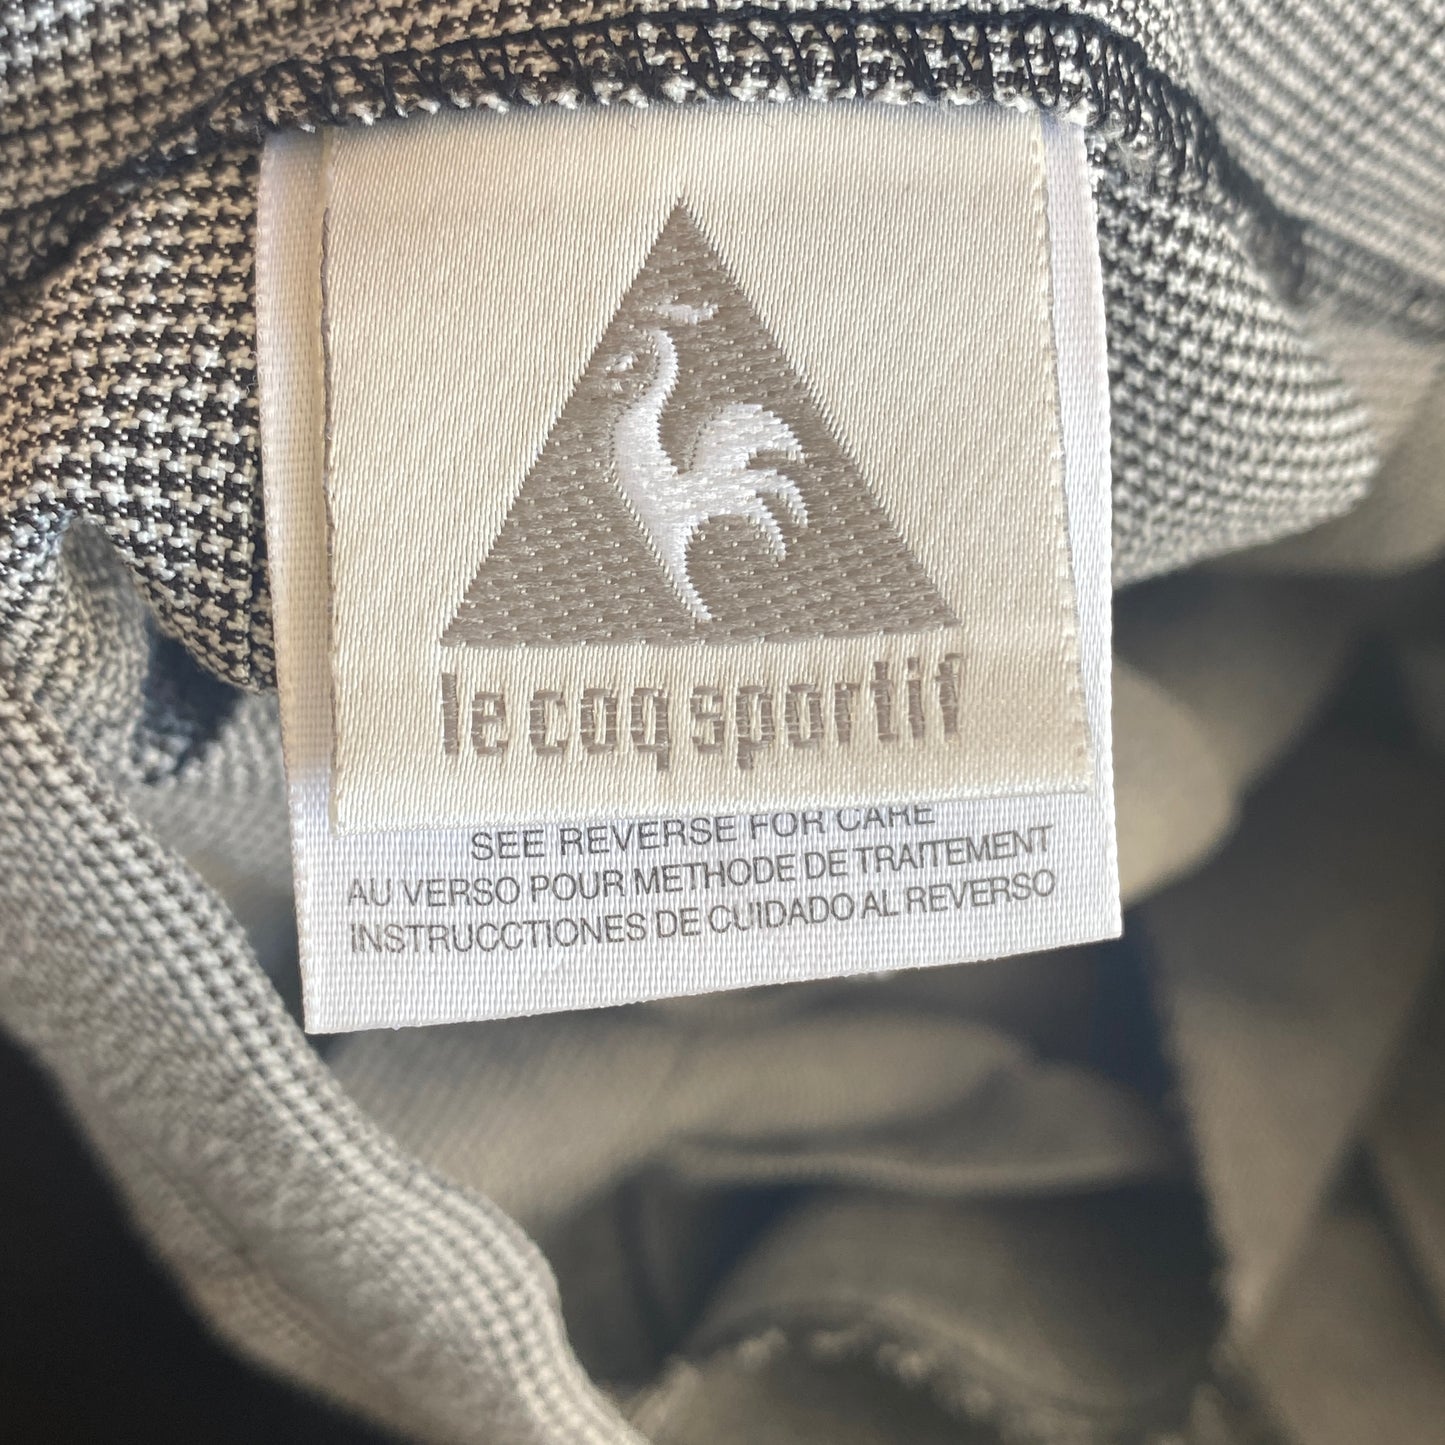 le coq sportif
SEE REVERSE FOR CARE
AU VERSO POUR METHODE DE TRAITEMENT
INSTRUCCTIONES DE CUIDADO AL REVERSO